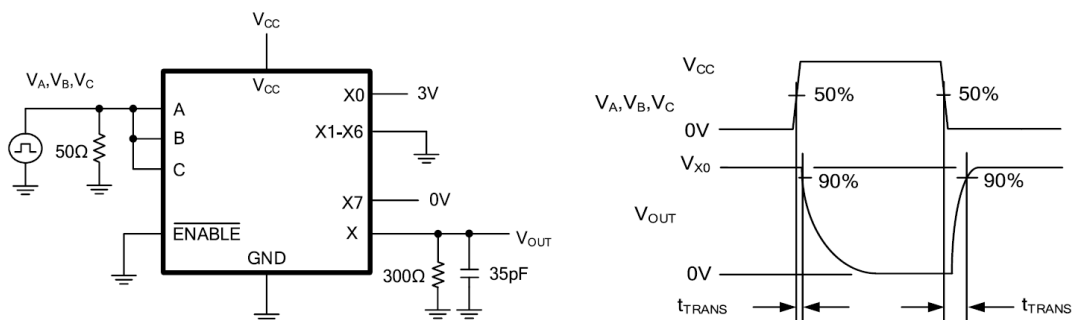 VCC
VA,VB,VC
VCC
A
X0
3V
B
X1-X6
50Ω
C
X7
0V
ENABLE
X
VOUT
GND
300Ω
35pF
VCC
VA,VB,VC
50%
50%
0V
VX0
90%
90%
VOUT
0V
tTRANS
tTRANS